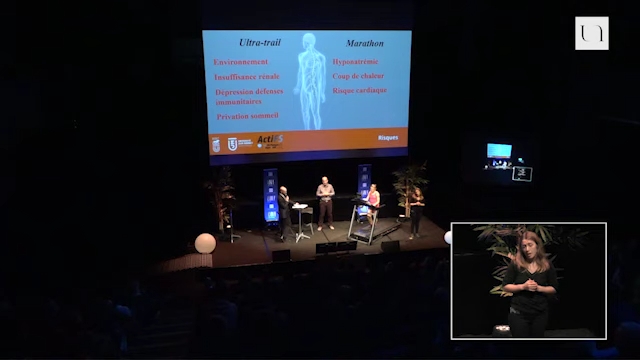 Ultra-trail
Marathon
Environnement
Insuffisance rénale
Dépression défenses
immunitaires
Privation sommeil
Hyponatrémie
Coup de chaleur
Risque cardiaque
Risques